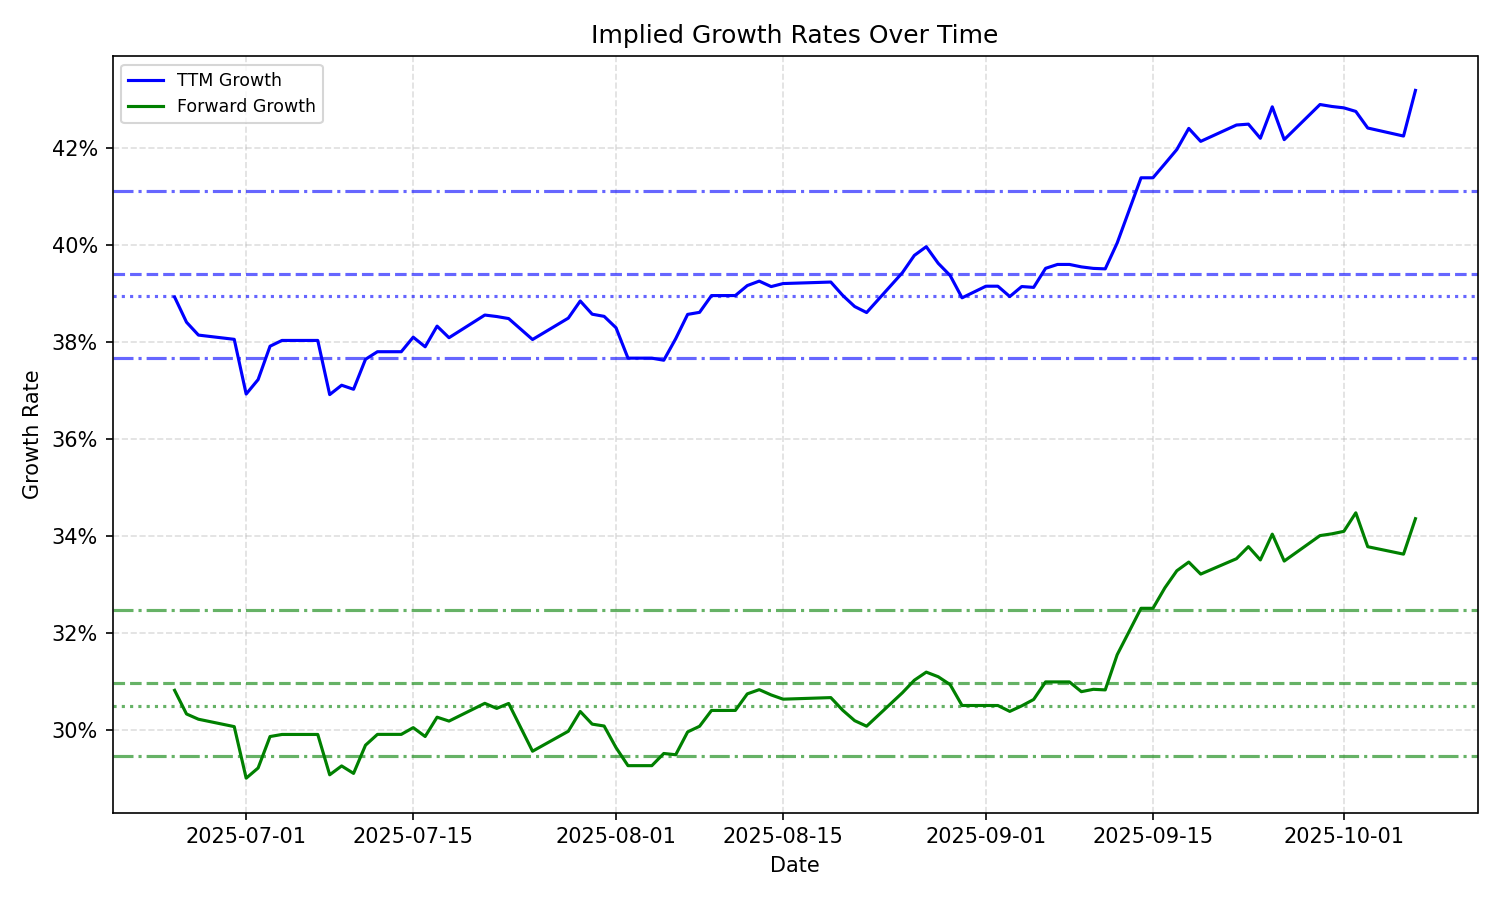 Implied Growth Rates Over Time
TTM Growth
Forward Growth
42%
40%
38%
36%
34%
32%
30%
Growth Rate
2025-07-01
2025-07-15
2025-08-01
2025-08-15
2025-09-01
2025-09-15
2025-10-01
Date